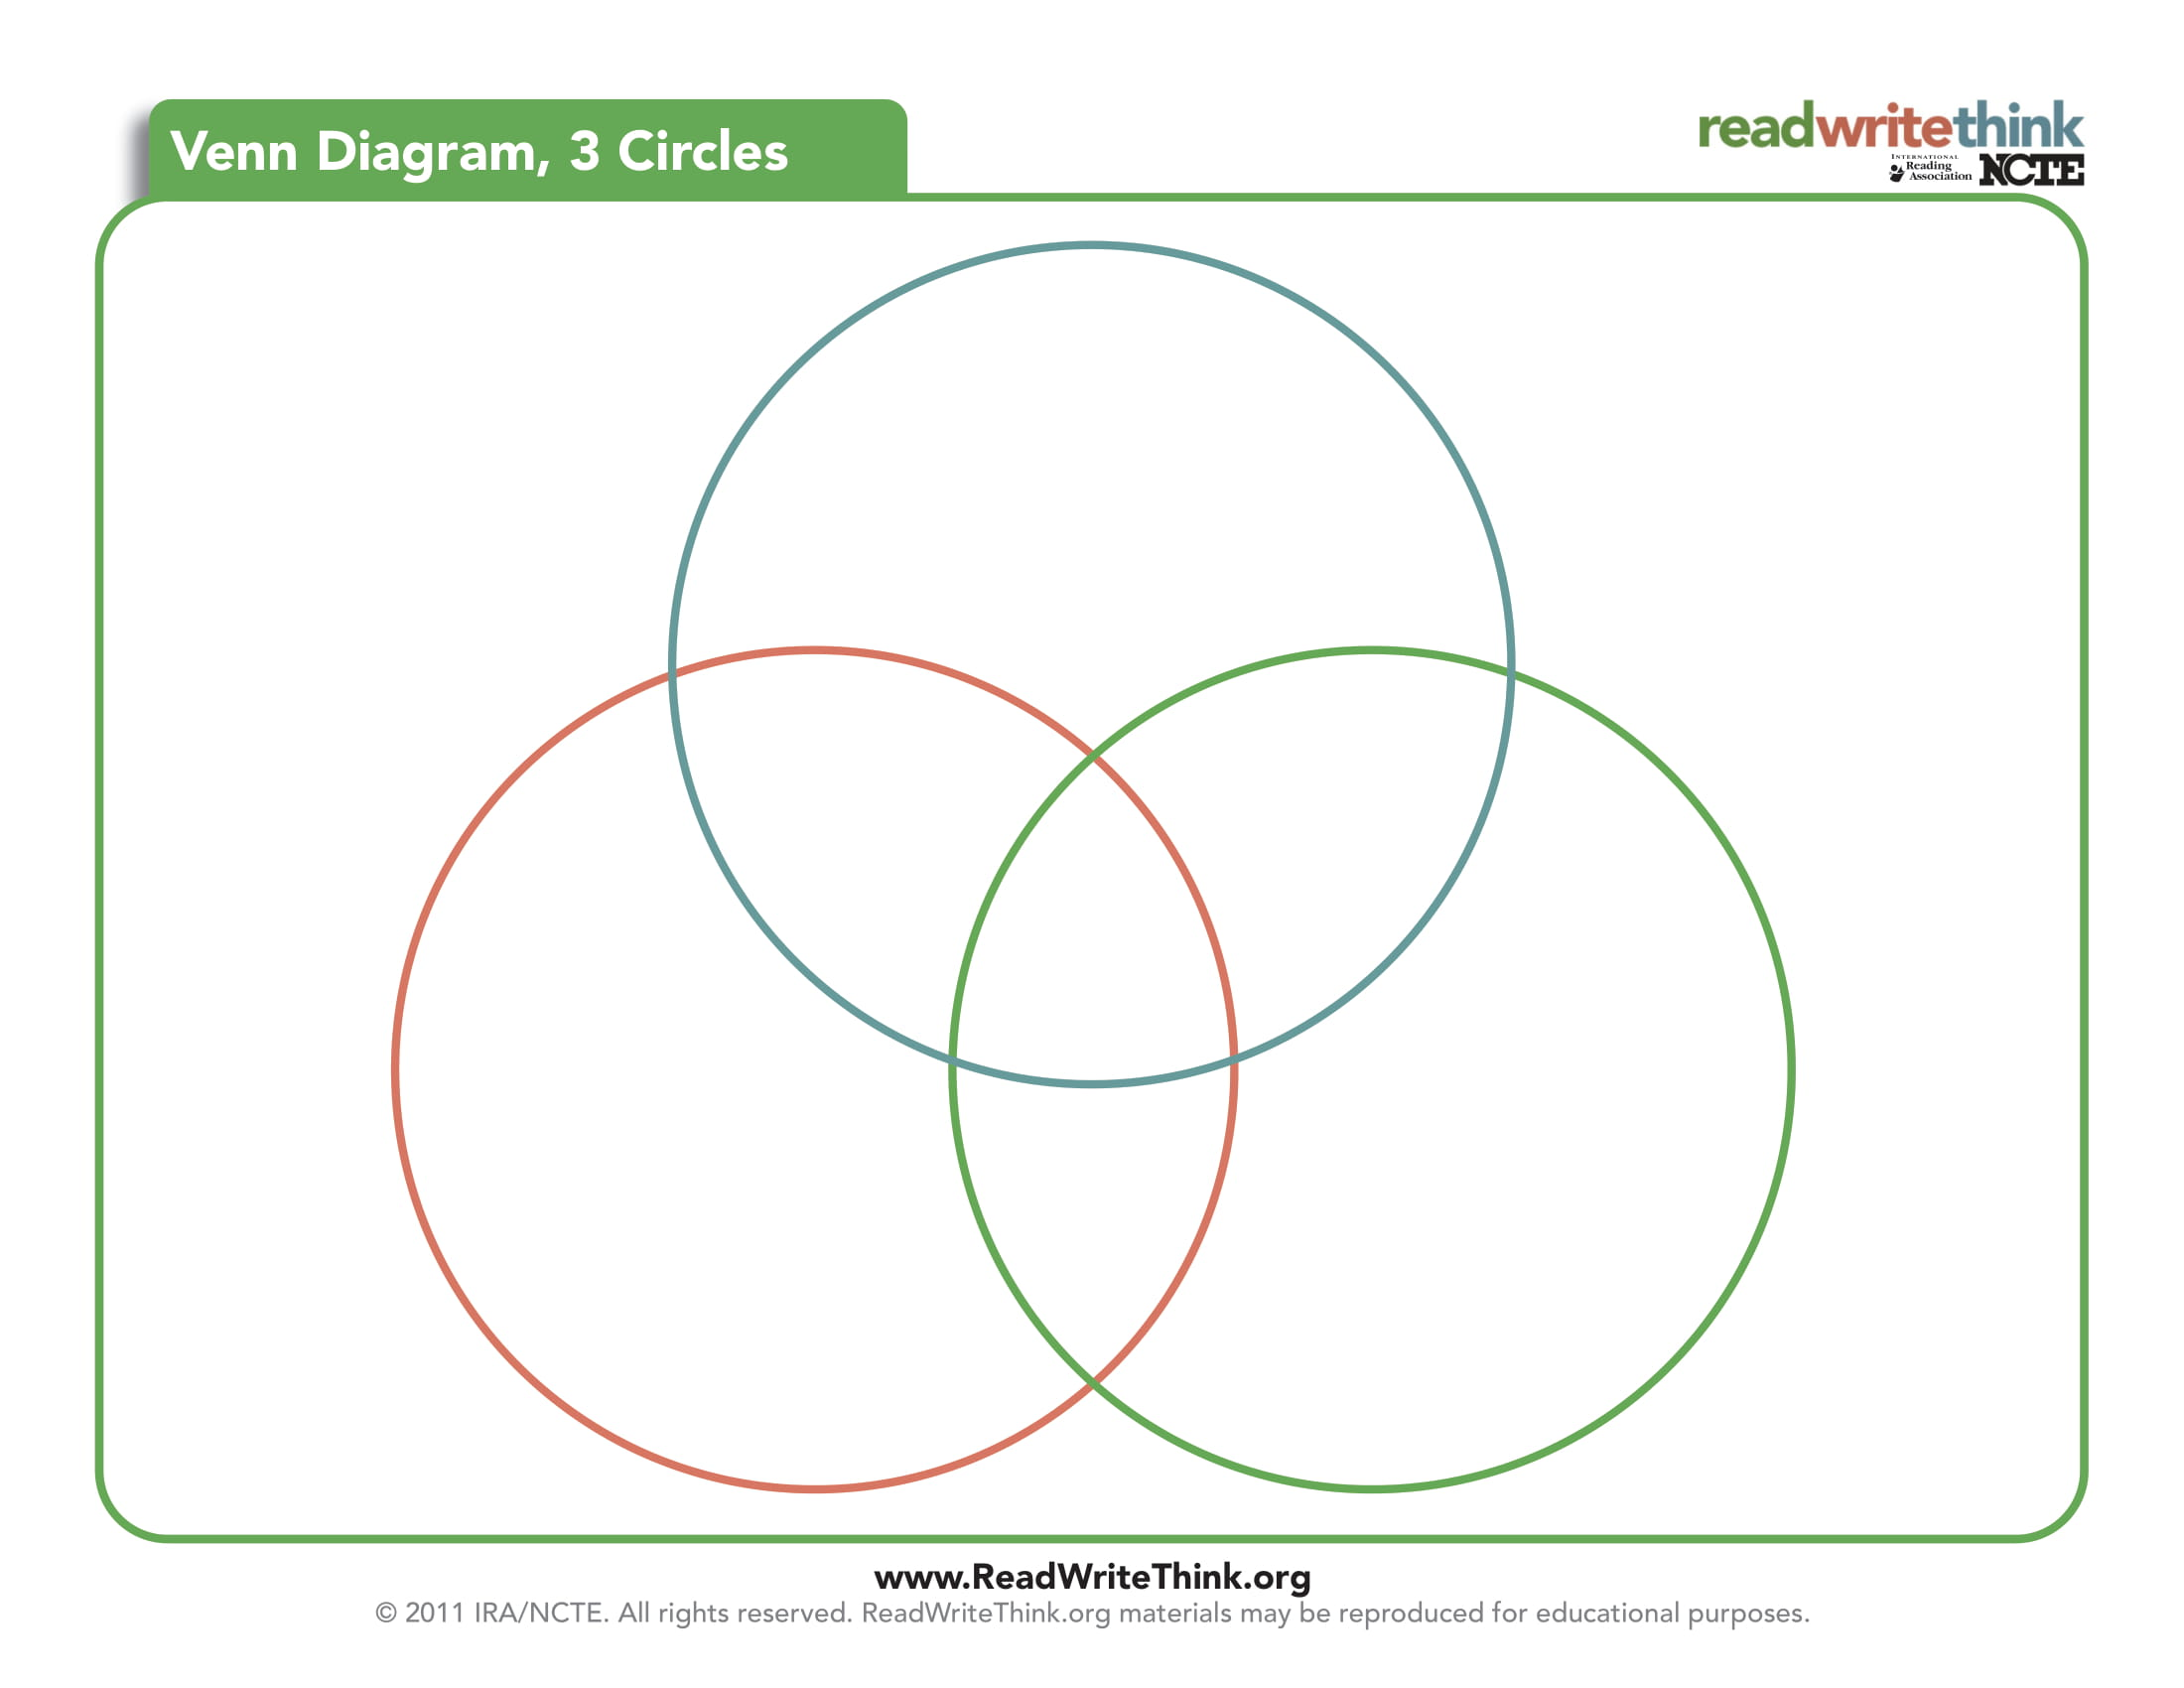 Venn Diagram, 3 Circles
readwritethink
INTERNATIONAL
Reading
Association
NCTE
www.ReadWriteThink.org
© 2011 IRA/NCTE. All rights reserved. ReadWriteThink.org materials may be reproduced for educational purposes.